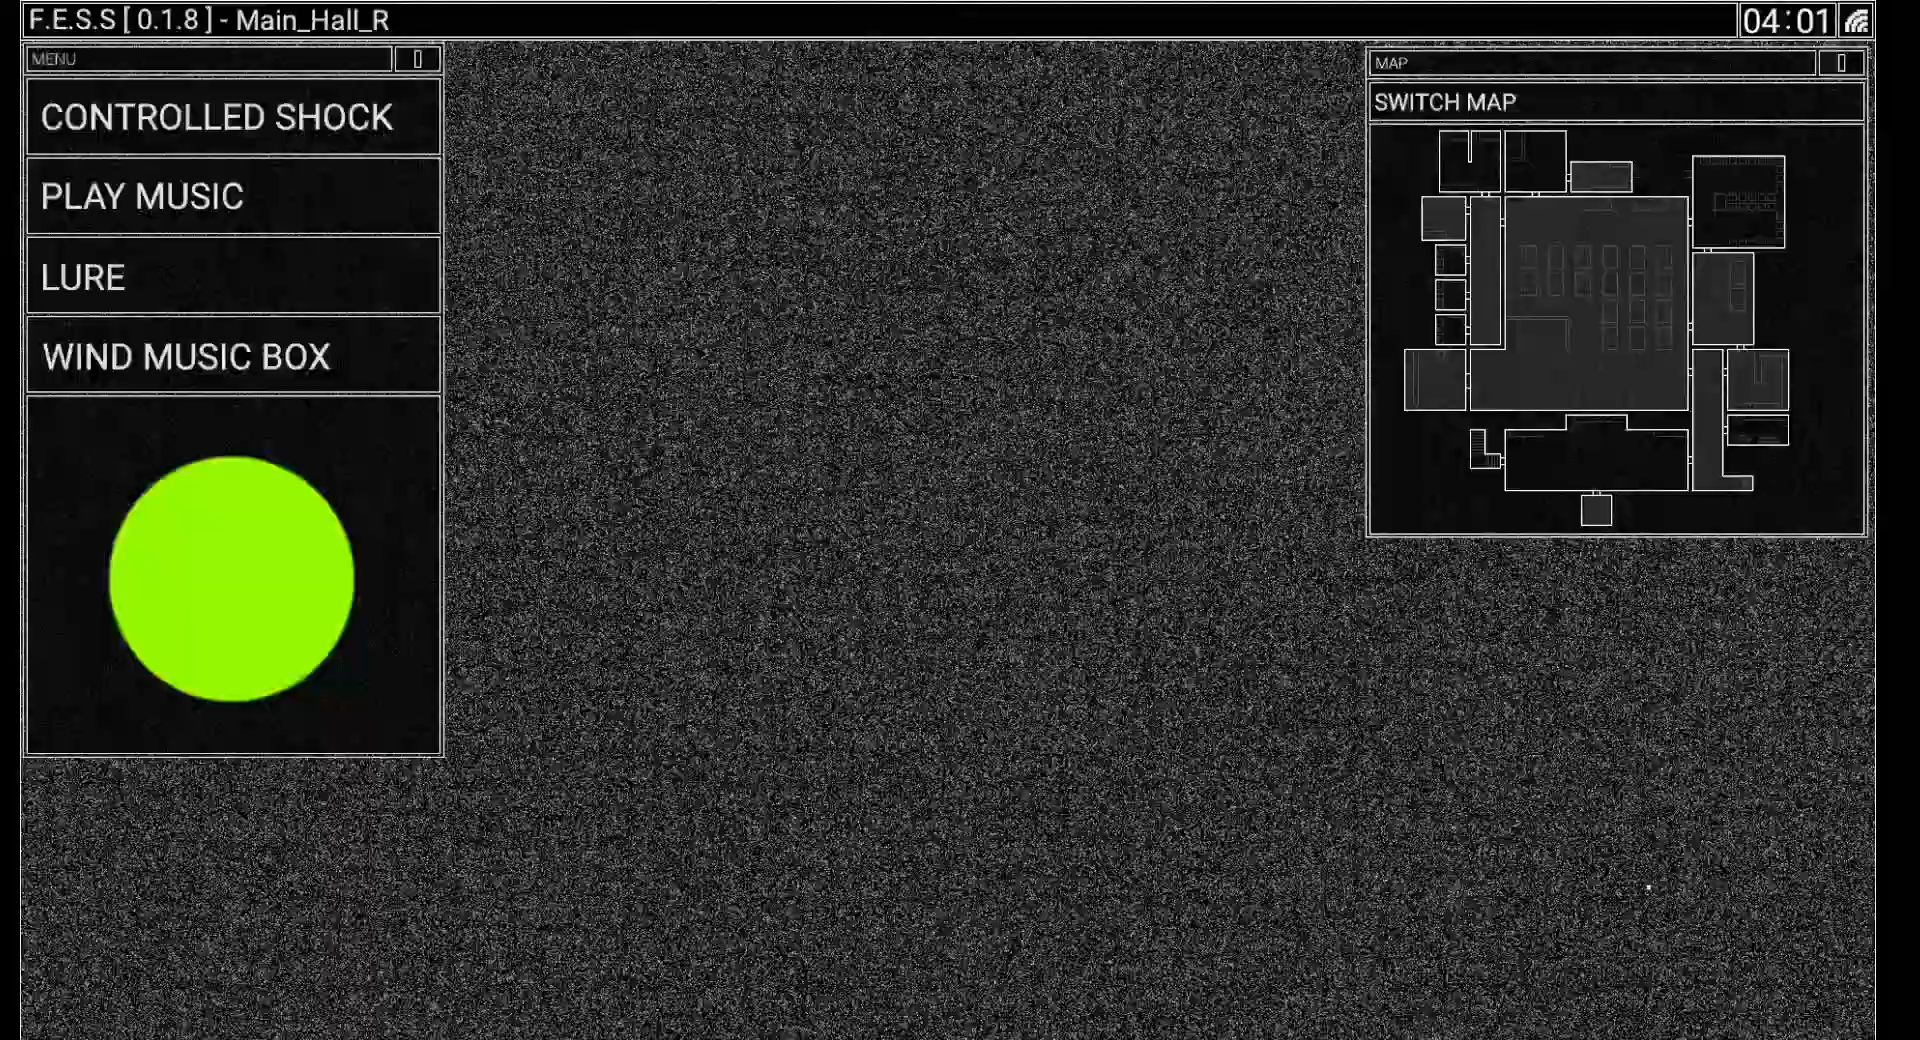 F.E.S.S [ 0.1.8 ] - Main_Hall_R
04:01
MENU
CONTROLLED SHOCK
PLAY MUSIC
LURE
WIND MUSIC BOX
MAP
SWITCH MAP